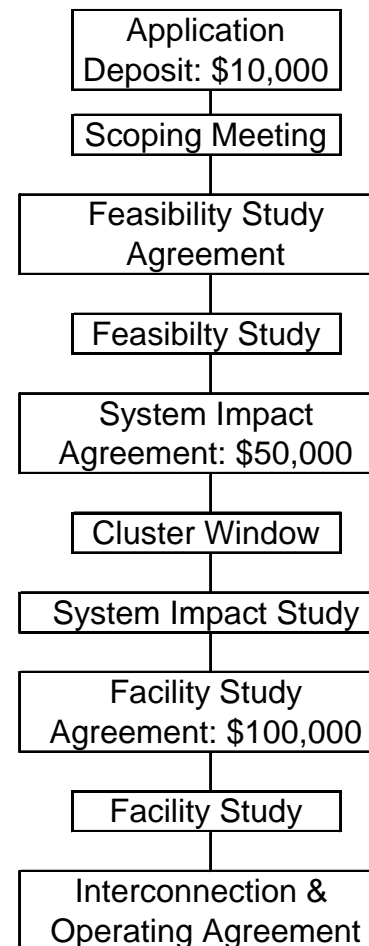 Application
Deposit: $10,000
Scoping Meeting
Feasibility Study
Agreement
Feasibilty Study
System Impact
Agreement: $50,000
Cluster Window
System Impact Study
Facility Study
Agreement: $100,000
Facility Study
Interconnection &
Operating Agreement